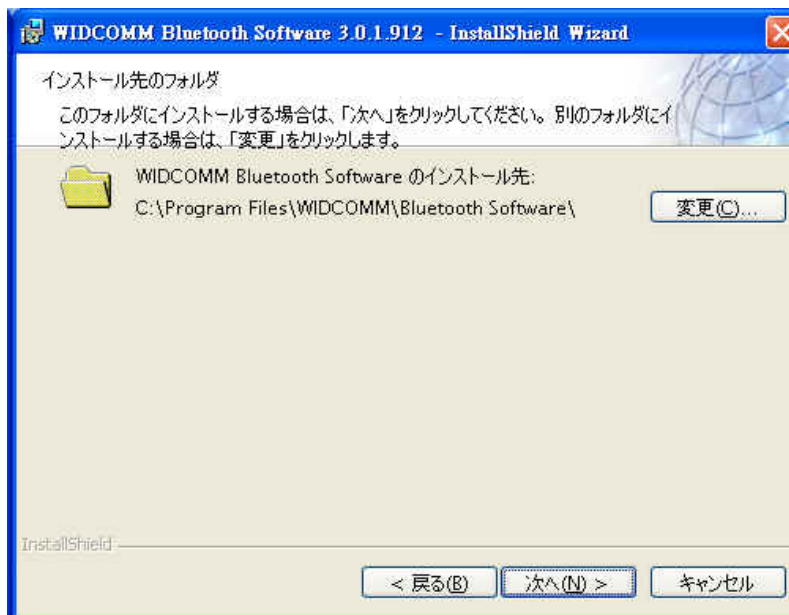 WIDCOMM Bluetooth Software 3.0.1.912 - InstallShield Wizard
インストール先のフォルダ
このフォルダにインストールする場合は、「次へ」をクリックしてください。別のフォルダにイ
ンストールする場合は、「変更」をクリックします。
WIDCOMM Bluetooth Software のインストール先:
C:\Program Files\WIDCOMM\Bluetooth Software\
変更(C)...
InstallShield
< 戻る(B)
次へ(N) >
キャンセル